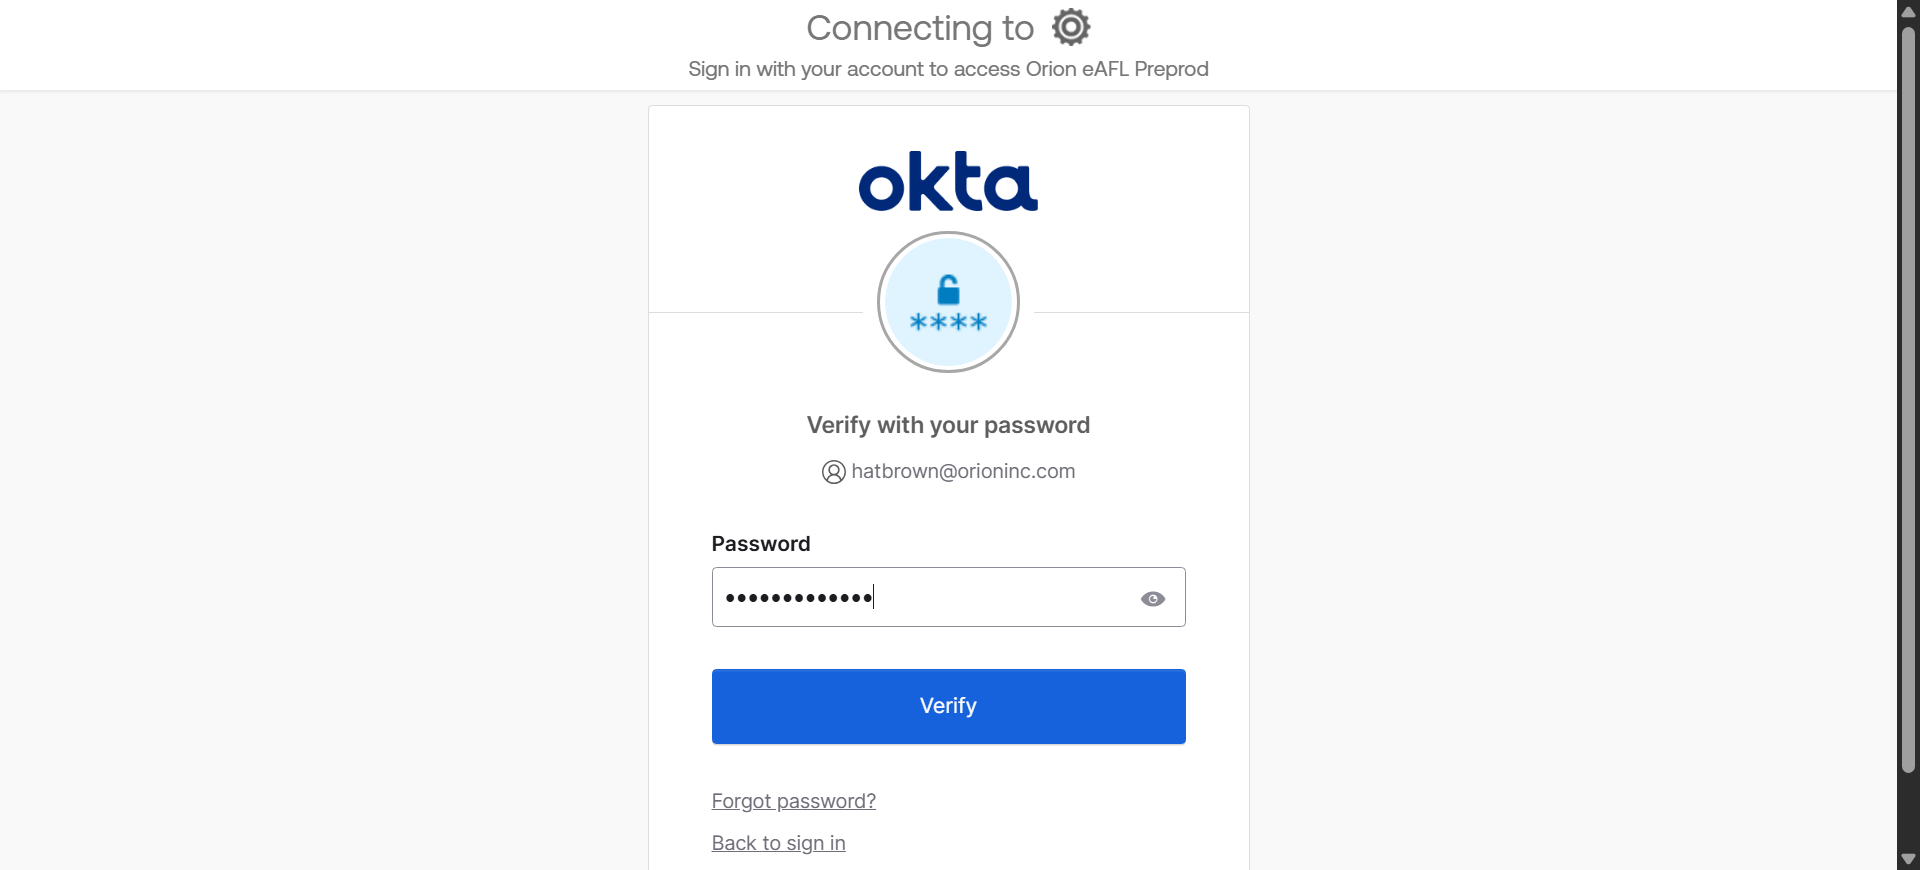 Connecting to
Sign in with your account to access Orion eAFL Preprod
okta
****
Verify with your password
hatbrown@orioninc.com
Password
•••••••••••••
Verify
Forgot password?
Back to sign in